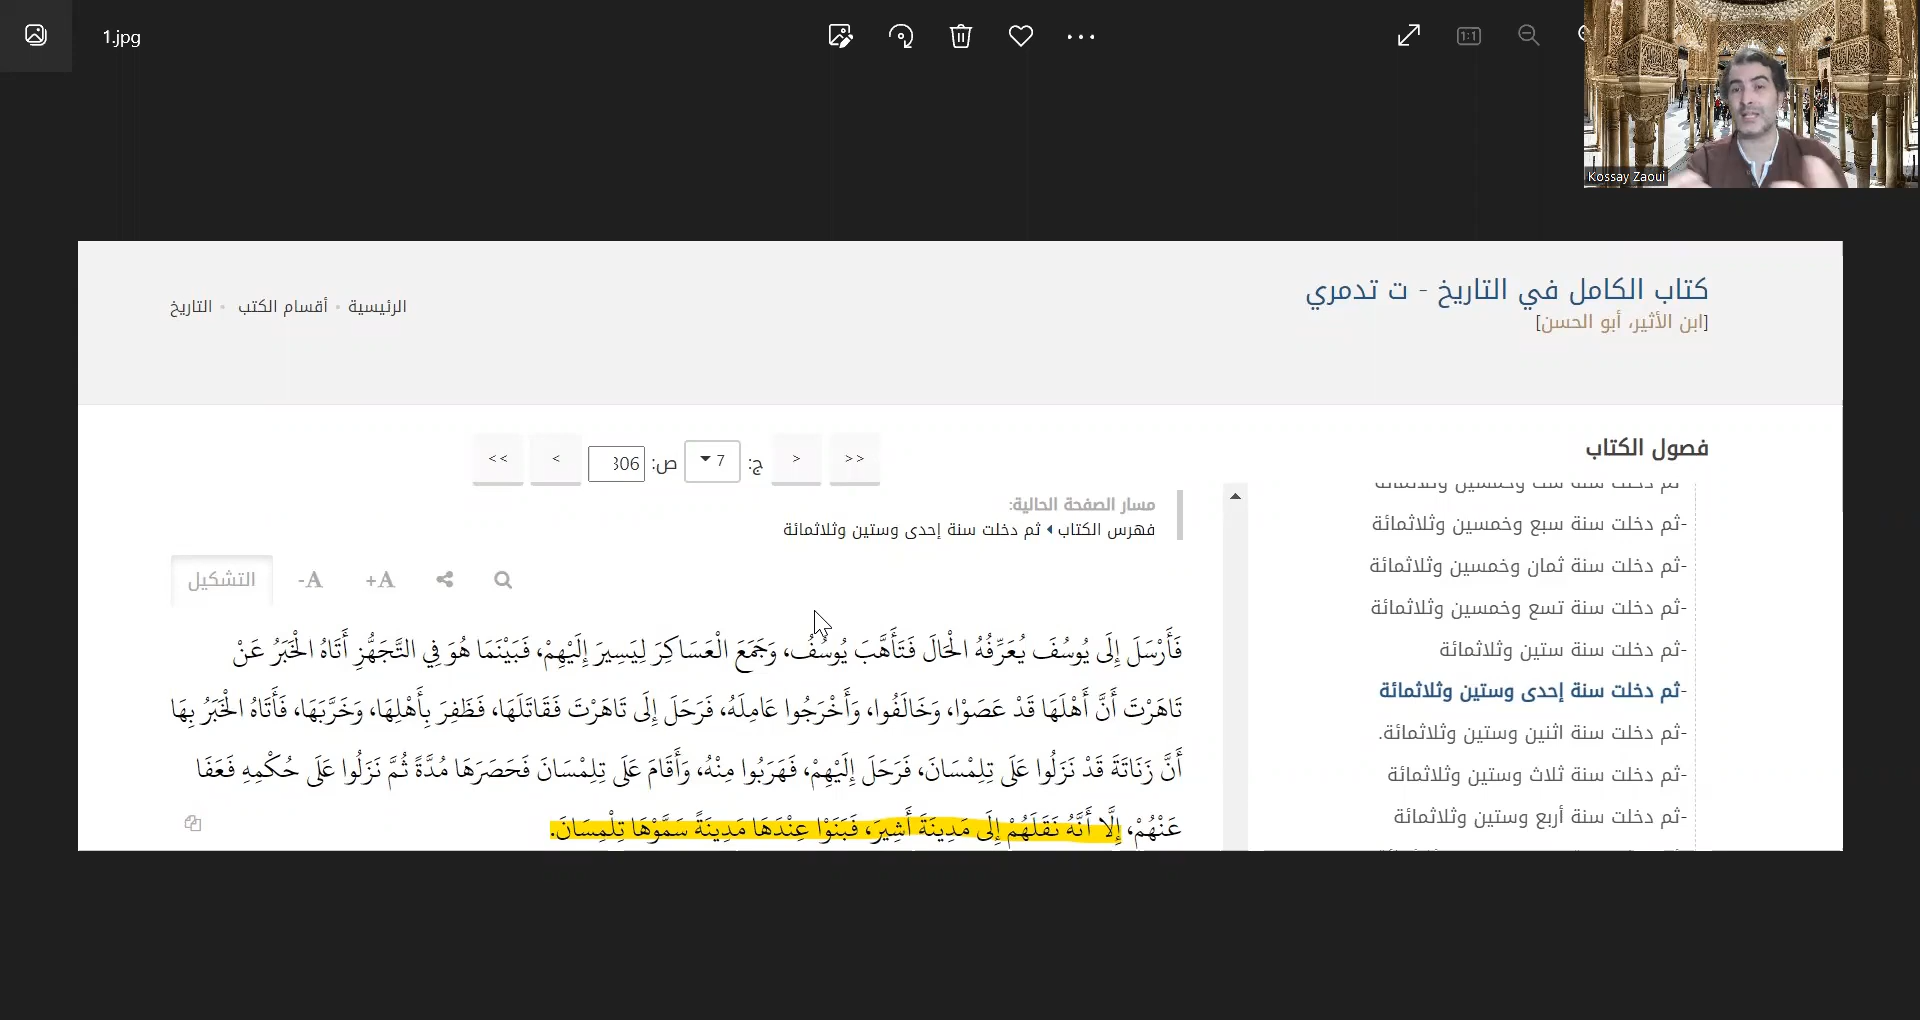 1.jpg
Kossay Zaoui
كتاب الكامل في التاريخ - ت تدمري
[ابن الأثير، أبو الحسن]
الرئيسية • أقسام الكتب • التاريخ
فصول الكتاب
-ثم دخلت سنة سبع وخمسين وثلاثمائة
-ثم دخلت سنة ثمان وخمسين وثلاثمائة
-ثم دخلت سنة تسع وخمسين وثلاثمائة
-ثم دخلت سنة ستين وثلاثمائة
-ثم دخلت سنة إحدى وستين وثلاثمائة
-ثم دخلت سنة اثنين وستين وثلاثمائة.
-ثم دخلت سنة ثلاث وستين وثلاثمائة
-ثم دخلت سنة أربع وستين وثلاثمائة
>> > ج: 7 ص: 306 < <<
مسار الصفحة الحالية:
فهرس الكتاب ثم دخلت سنة إحدى وستين وثلاثمائة
+A -A التشكيل
فَأَرْسَلَ إِلَى يُوسُفَ يُعَرِّفُهُ الْحَالَ فَتَأَهَّبَ يُوسُفُ، وَجَمَعَ الْعَسَاكِرَ لِيَسِيرَ إِلَيْهِمْ، فَبَيْنَمَا هُوَ فِي التَّجَهُّزِ أَتَاهُ الْخَبَرُ عَنْ
تَاهَرْتَ أَنَّ أَهْلَهَا قَدْ عَصَوْا، وَخَالَفُوا، وَأَخْرَجُوا عَامِلَهُ، فَرَحَلَ إِلَى تَاهَرْتَ فَقَاتَلَهَا، فَظَفِرَ بِأَهْلِهَا، وَخَرَّبَهَا، فَأَتَاهُ الْخَبَرُ بِهَا
أَنَّ زَنَاتَةَ قَدْ نَزَلُوا عَلَى تِلِمْسَانَ، فَرَحَلَ إِلَيْهِمْ، فَهَرَبُوا مِنْهُ، وَأَقَامَ عَلَى تِلِمْسَانَ فَحَصَرَهَا مُدَّةً ثُمَّ نَزَلُوا عَلَى حُكْمِهِ فَعَفَا
عَنْهُمْ، إِلَّا أَنَّهُ نَقَلَهُمْ إِلَى مَدِينَةِ أَشِيرَ، فَبَنَوْا عِنْدَهَا مَدِينَةً سَمَّوْهَا تِلْمِسَانَ.